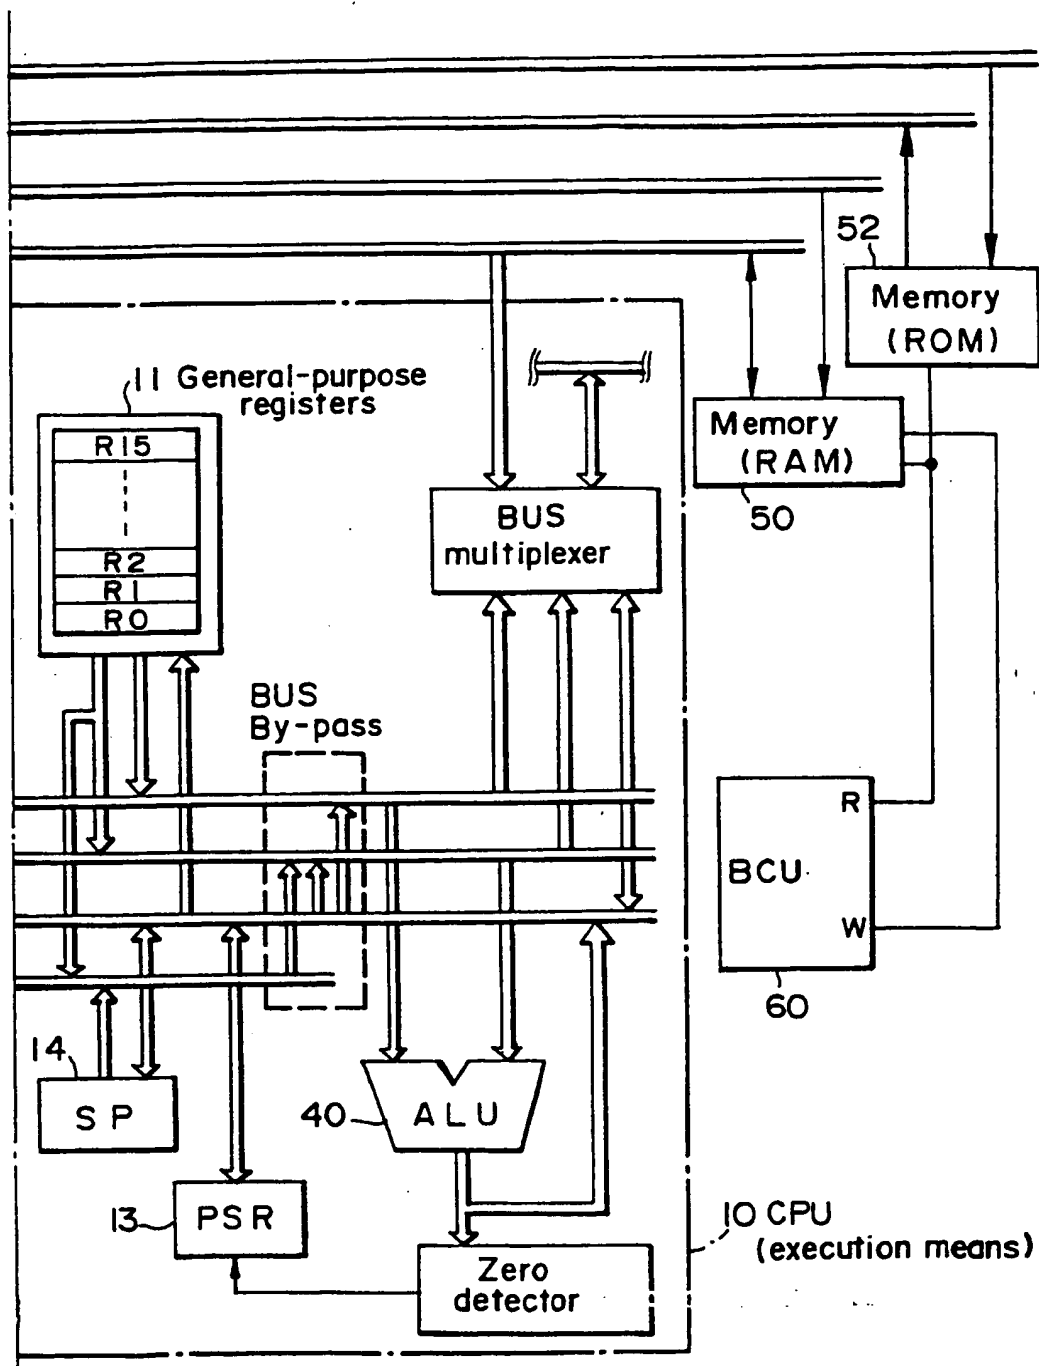 52
Memory
(ROM)
11 General-purpose
registers
R15
R2
R1
R0
Memory
(RAM)
50
BUS
multiplexer
BUS
By-pass
R
BCU
W
60
14
SP
40
ALU
13
PSR
10 CPU
(execution means)
Zero
detector